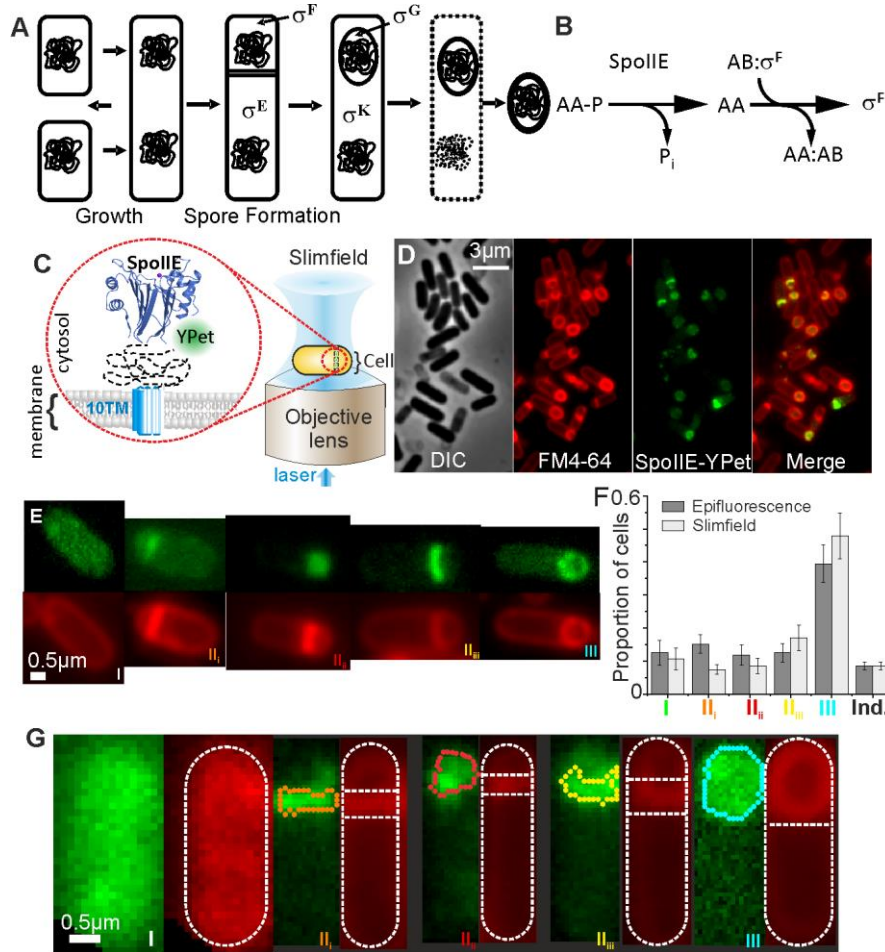 A
σF
σG
σE
σK
Growth
Spore Formation
B
SpoIIE
AB:σF
AA-P
AA
σF
Pi
AA:AB
C
SpoIIE
YPet
cytosol
membrane
10TM
Slimfield
Cell
Objective
lens
laser
D
3μm
DIC
FM4-64
SpoIIE-YPet
Merge
E
0.5μm
I
IIi
IIii
IIiii
III
F
0.6
Proportion of cells
0
Epifluorescence
Slimfield
I
IIi
IIii
IIiii
III
Ind.
G
0.5μm
I
IIi
IIii
IIiii
III